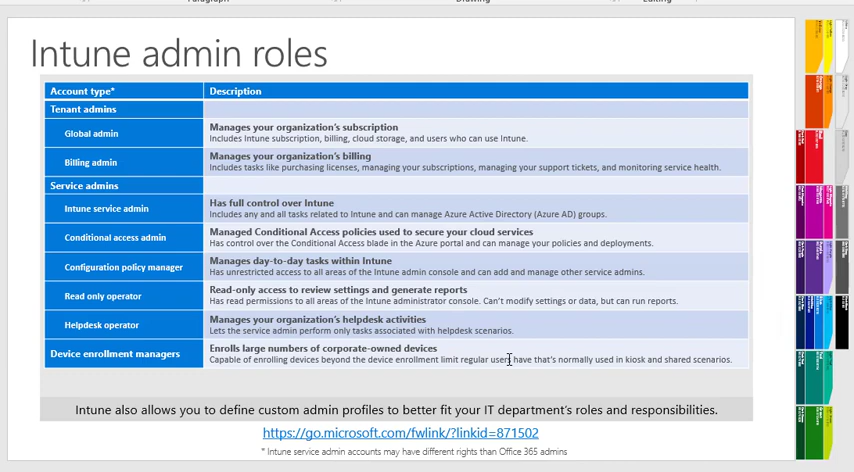 Paragraph
Drawing
Editing
Intune admin roles
Account type* Description
Tenant admins
Global admin
Manages your organization's subscription
Includes Intune subscription, billing, cloud storage, and users who can use Intune.
Billing admin
Manages your organization's billing
Includes tasks like purchasing licenses, managing your subscriptions, managing your support tickets, and monitoring service health.
Service admins
Intune service admin
Has full control over Intune
Includes any and all tasks related to Intune and can manage Azure Active Directory (Azure AD) groups.
Conditional access admin
Managed Conditional Access policies used to secure your cloud services
Has control over the Conditional Access blade in the Azure portal and can manage your policies and deployments.
Configuration policy manager
Manages day-to-day tasks within Intune
Has unrestricted access to all areas of the Intune admin console and can add and manage other service admins.
Read only operator
Read-only access to review settings and generate reports
Has read permissions to all areas of the Intune administrator console. Can't modify settings or data, but can run reports.
Helpdesk operator
Manages your organization's helpdesk activities
Lets the service admin perform only tasks associated with helpdesk scenarios.
Device enrollment managers
Enrolls large numbers of corporate-owned devices
Capable of enrolling devices beyond the device enrollment limit regular users have that's normally used in kiosk and shared scenarios.
Intune also allows you to define custom admin profiles to better fit your IT department's roles and responsibilities.
https://go.microsoft.com/fwlink/?linkid=871502
* Intune service admin accounts may have different rights than Office 365 admins